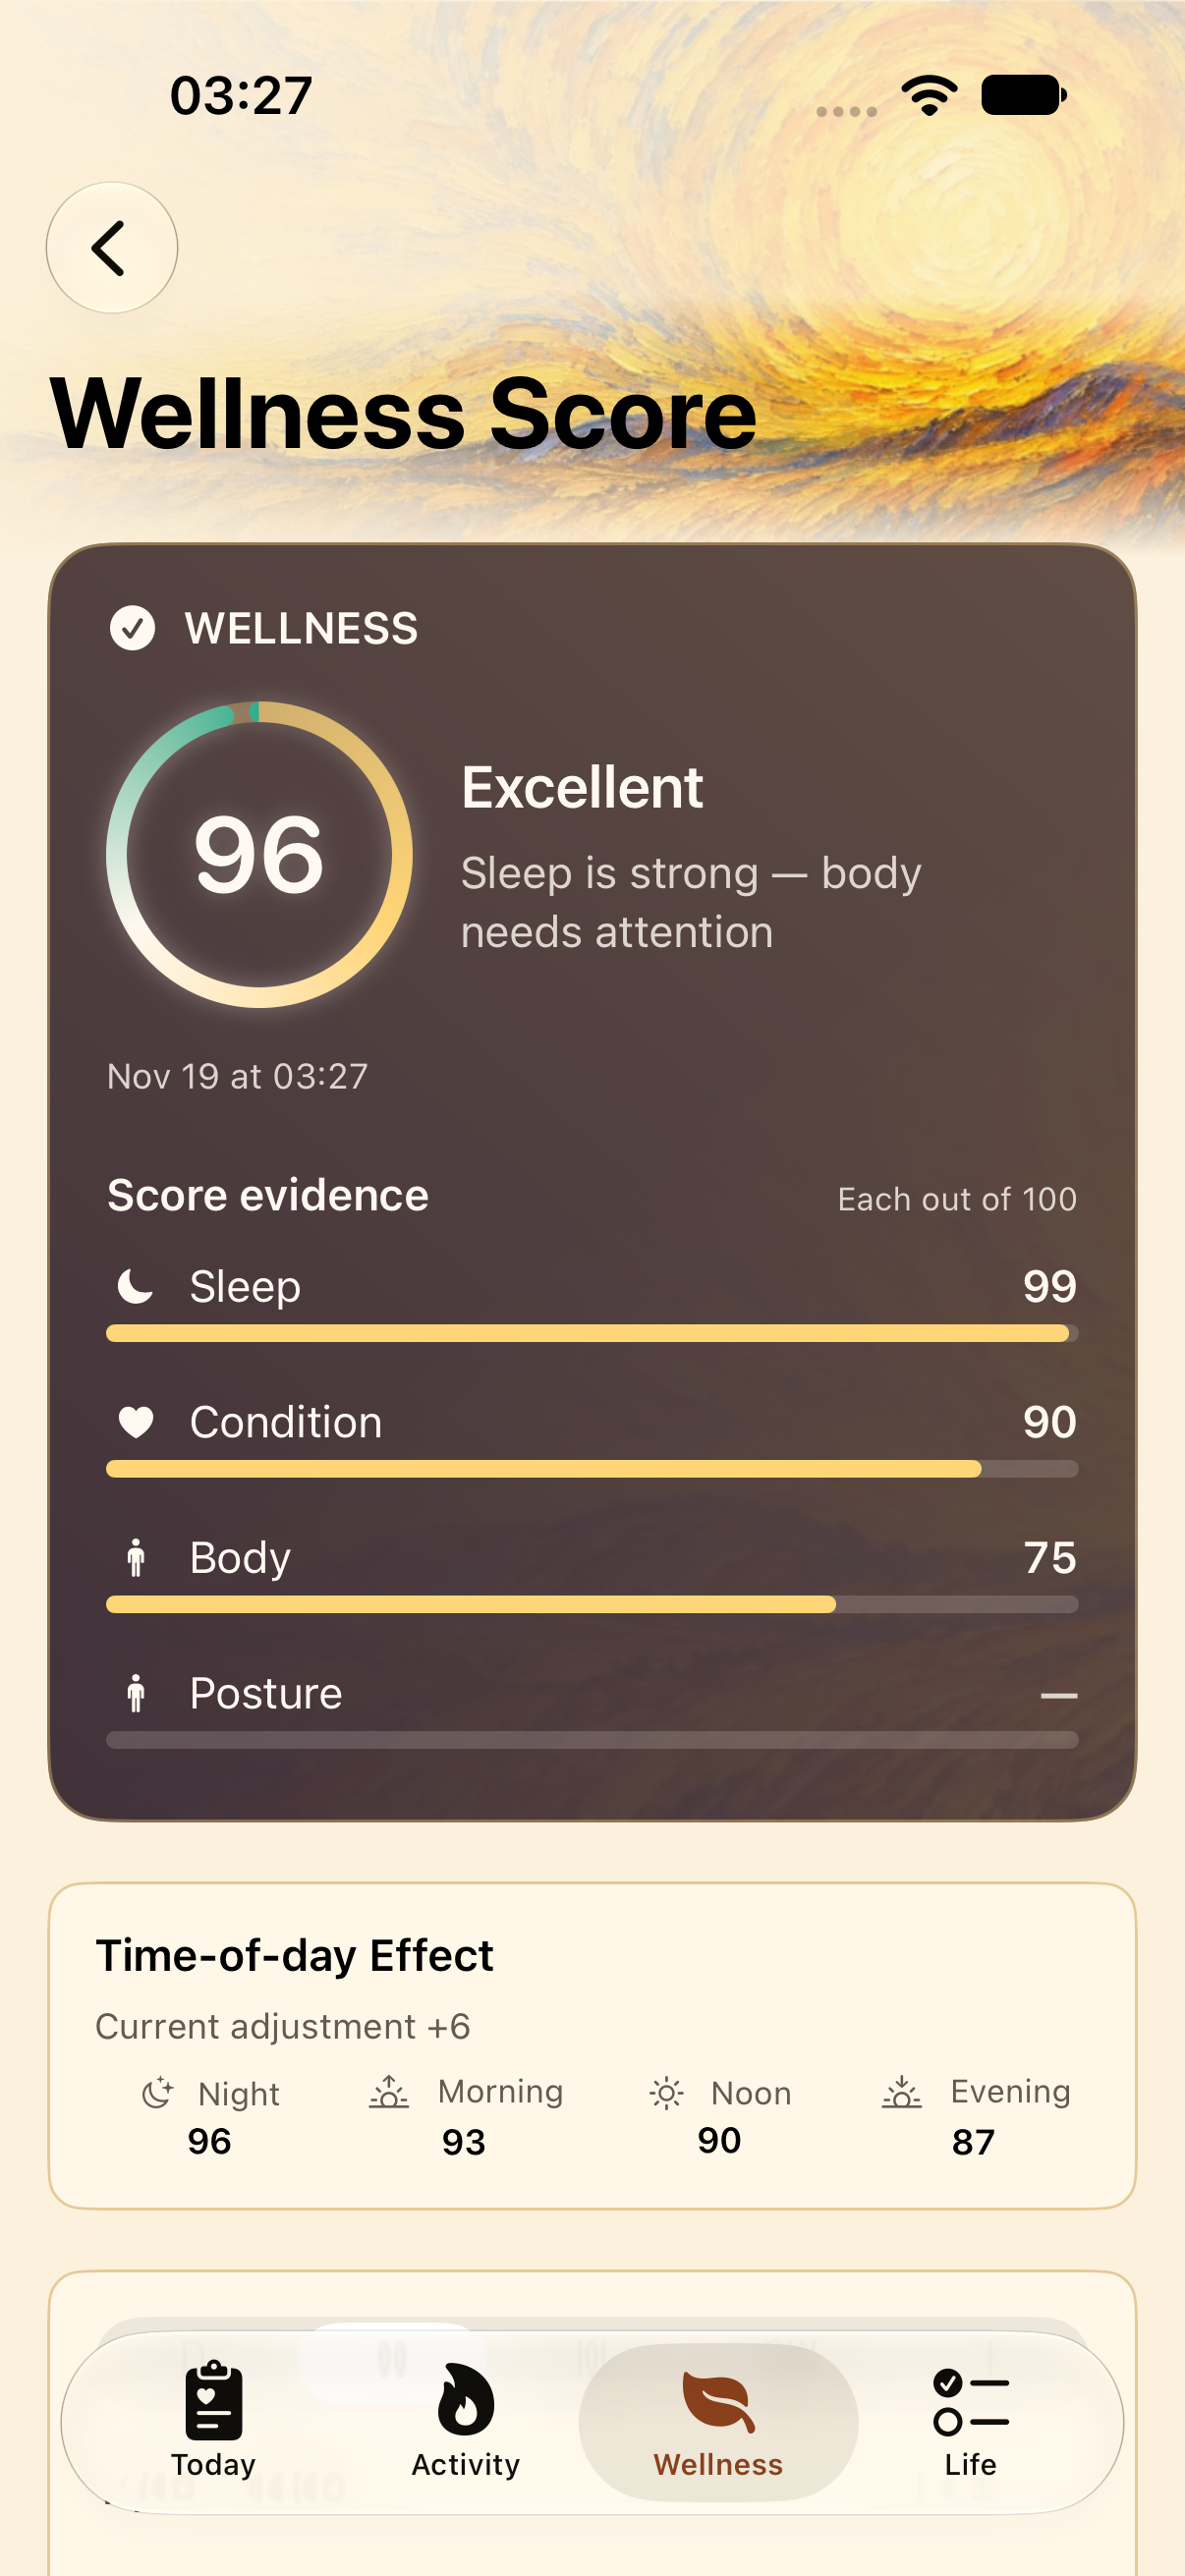 03:27
Wellness Score
WELLNESS
96
Excellent
Sleep is strong — body
needs attention
Nov 19 at 03:27
Score evidence
Each out of 100
Sleep
99
Condition
90
Body
75
Posture
—
Time-of-day Effect
Current adjustment +6
Night
Morning
Noon
Evening
96
93
90
87
Today
Activity
Wellness
Life